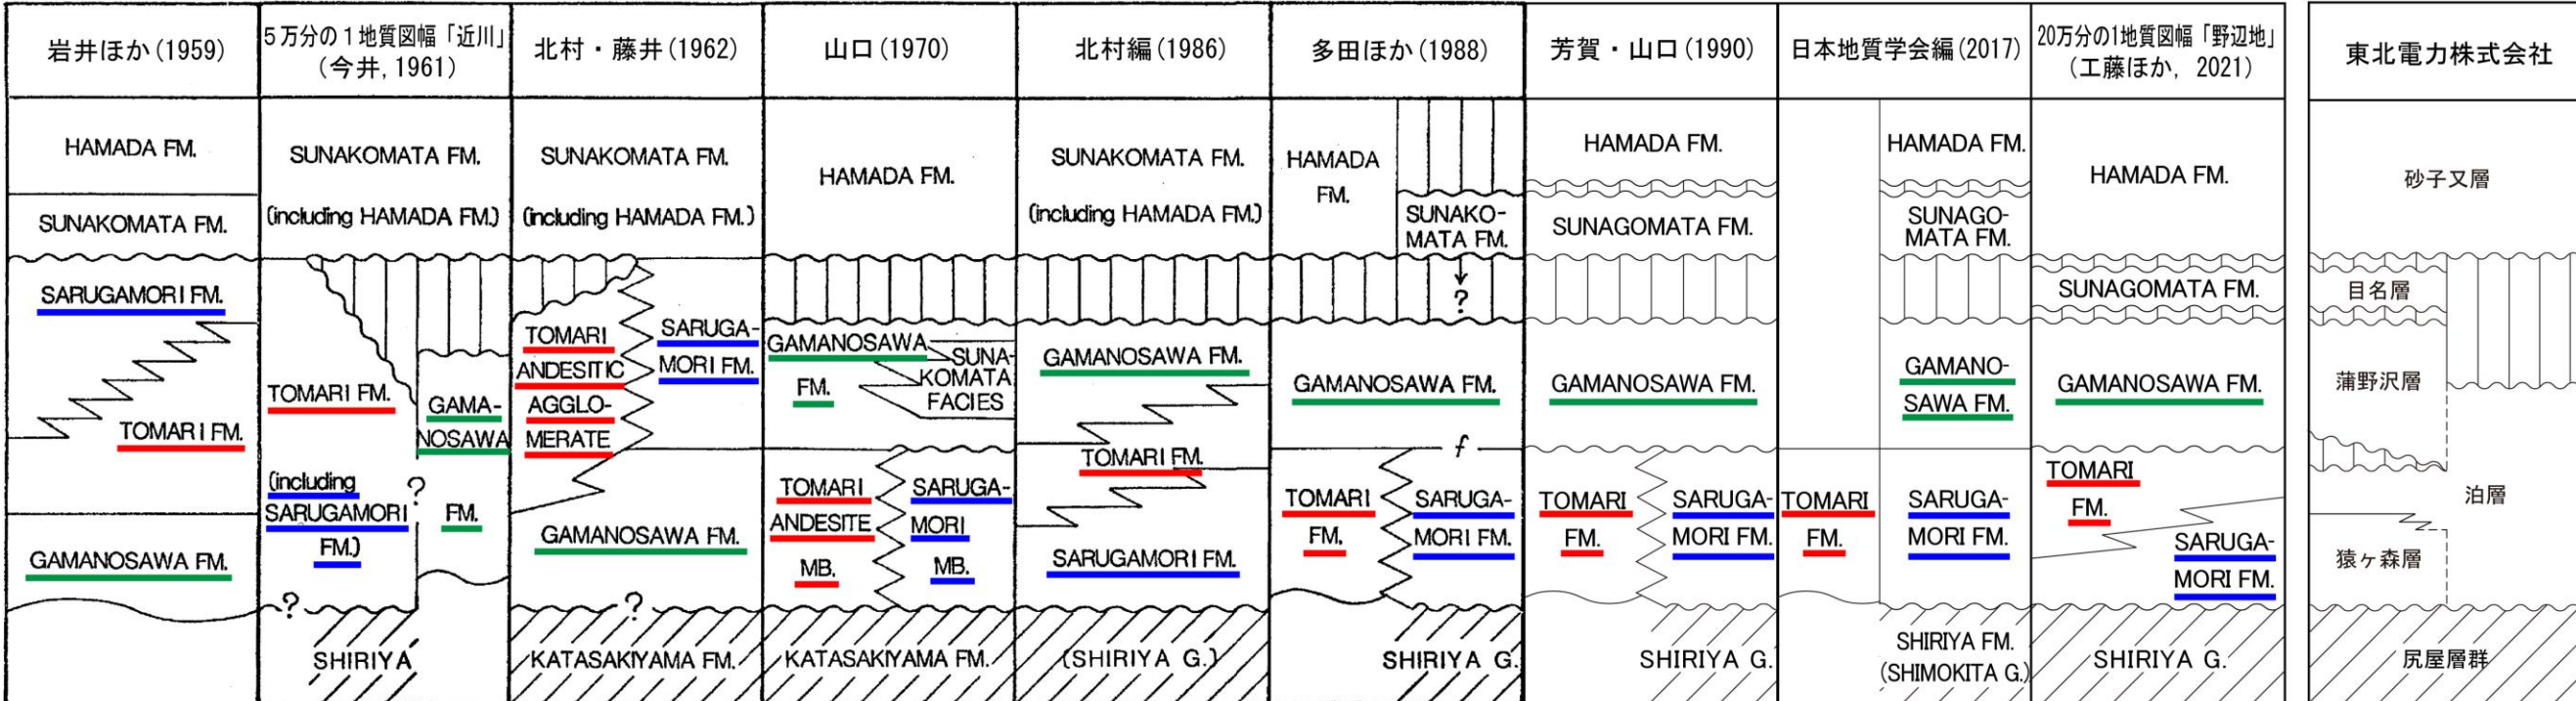 岩井ほか(1959)
5万分の1地質図幅「近川」
(今井, 1961)
北村・藤井(1962)
山口(1970)
北村編(1986)
多田ほか(1988)
芳賀・山口(1990)
日本地質学会編(2017)
20万分の1地質図幅「野辺地」
(工藤ほか, 2021)
東北電力株式会社
HAMADA FM.
SUNAKOMATA FM.
SARUGAMORI FM.
TOMARI FM.
GAMANOSAWA FM.
SUNAKOMATA FM.
(including HAMADA FM.)
TOMARI FM.
(including
SARUGAMORI
FM.)
GAMA-
NOSAWA
?
FM.
?
SHIRIYA
SUNAKOMATA FM.
(including HAMADA FM.)
TOMARI
ANDESITIC
AGGLO-
MERATE
SARUGA-
MORI FM.
GAMANOSAWA FM.
?
KATASAKIYAMA FM.
HAMADA FM.
GAMANOSAWA
FM.
SUNA-
KOMATA
FACIES
TOMARI
ANDESITE
MB.
SARUGA-
MORI
MB.
KATASAKIYAMA FM.
SUNAKOMATA FM.
(including HAMADA FM.)
GAMANOSAWA FM.
TOMARI FM.
SARUGAMORI FM.
(SHIRIYA G.)
HAMADA
FM.
SUNAKO-
MATA FM.
?
GAMANOSAWA FM.
f
TOMARI
FM.
SARUGA-
MORI FM.
SHIRIYA G.
HAMADA FM.
SUNAGOMATA FM.
GAMANOSAWA FM.
TOMARI
FM.
SARUGA-
MORI FM.
SHIRIYA G.
HAMADA FM.
SUNAGO-
MATA FM.
GAMANO-
SAWA FM.
TOMARI
FM.
SARUGA-
MORI FM.
SHIRIYA FM.
(SHIMOKITA G.)
HAMADA FM.
SUNAGOMATA FM.
GAMANOSAWA FM.
TOMARI
FM.
SARUGA-
MORI FM.
SHIRIYA G.
砂子又層
目名層
蒲野沢層
泊層
猿ヶ森層
尻屋層群